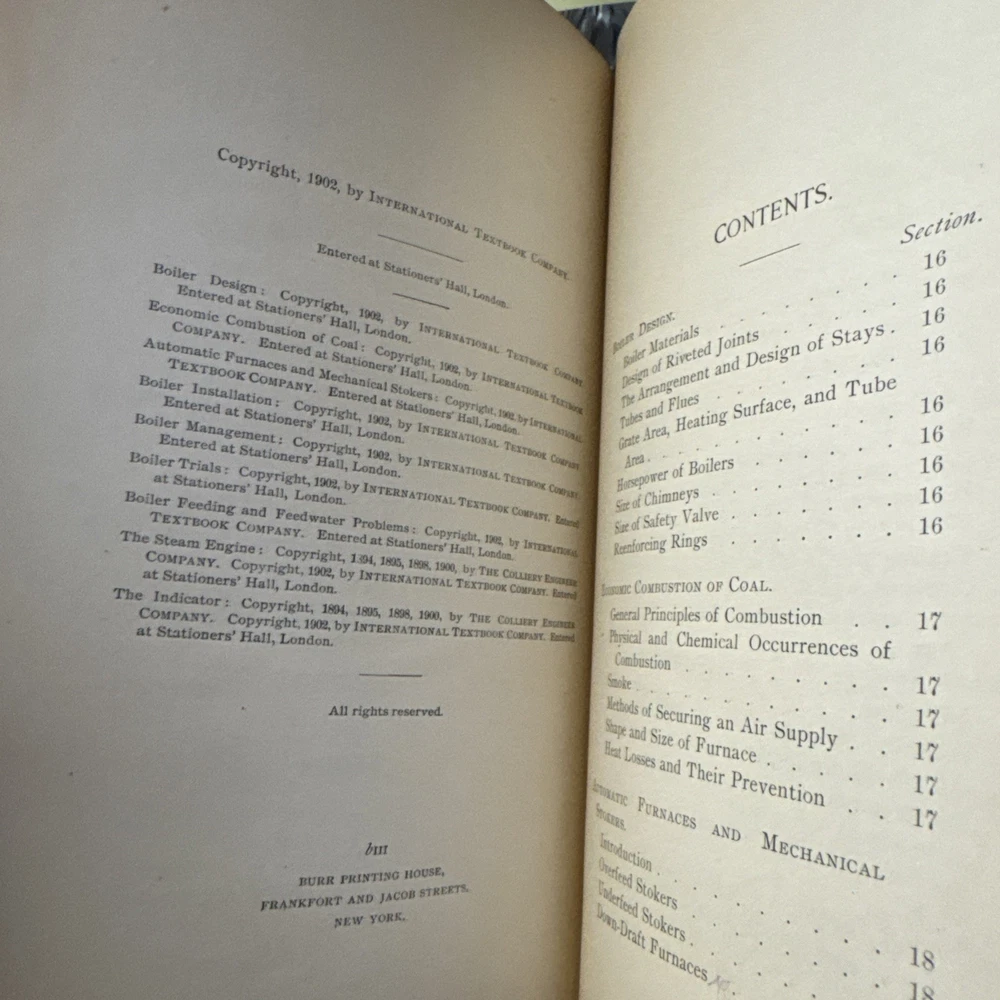 Copyright, 1902, by INTERNATIONAL TEXTBOOK COMPANY.
Entered at Stationers' Hall, London.
Boiler Design: Copyright, 1902, by INTERNATIONAL TEXTBOOK COMPANY.
Entered at Stationers' Hall, London.
Economic Combustion of Coal: Copyright, 1902, by INTERNATIONAL TEXTBOOK
COMPANY. Entered at Stationers' Hall, London.
Automatic Furnaces and Mechanical Stokers: Copyright, 1902, by INTERNATIONAL
TEXTBOOK COMPANY. Entered at Stationers' Hall, London.
Boiler Installation: Copyright, 1902, by INTERNATIONAL TEXTBOOK COMPANY.
Entered at Stationers' Hall, London.
Boiler Management: Copyright, 1902, by INTERNATIONAL TEXTBOOK COMPANY.
Entered at Stationers' Hall, London.
Boiler Trials: Copyright, 1902, by INTERNATIONAL TEXTBOOK COMPANY. Entered
at Stationers' Hall, London.
Boiler Feeding and Feedwater Problems: Copyright, 1902, by INTERNATIONAL
TEXTBOOK COMPANY. Entered at Stationers' Hall, London.
The Steam Engine: Copyright, 1894, 1895, 1898, 1900, by THE COLLIERY ENGINEER
COMPANY. Copyright, 1902, by INTERNATIONAL TEXTBOOK COMPANY. Entered
at Stationers' Hall, London.
The Indicator: Copyright, 1894, 1895, 1898, 1900, by THE COLLIERY ENGINEER
COMPANY. Copyright, 1902, by INTERNATIONAL TEXTBOOK COMPANY. Entered
at Stationers' Hall, London.
All rights reserved.
bIII
BURR PRINTING HOUSE,
FRANKFORT AND JACOB STREETS,
NEW YORK.
CONTENTS.
Section.
BOILER DESIGN.
Boiler Materials . . . . . . . 16
Design of Riveted Joints . . . . . 16
The Arrangement and Design of Stays . 16
Tubes and Flues . . . . . . . 16
Grate Area, Heating Surface, and Tube
Area . . . . . . . . . 16
Horsepower of Boilers . . . . . . 16
Size of Chimneys . . . . . . . 16
Size of Safety Valve . . . . . . 16
Reenforcing Rings . . . . . . . 16
ECONOMIC COMBUSTION OF COAL.
General Principles of Combustion . . 17
Physical and Chemical Occurrences of
Combustion . . . . . . . 17
Smoke . . . . . . . . 17
Methods of Securing an Air Supply . . 17
Shape and Size of Furnace . . . . 17
Heat Losses and Their Prevention . . 17
AUTOMATIC FURNACES AND MECHANICAL
STOKERS.
Introduction . . . . . . . 18
Overfeed Stokers . . . . . . 18
Underfeed Stokers . . . .
Down-Draft Furnaces . . .